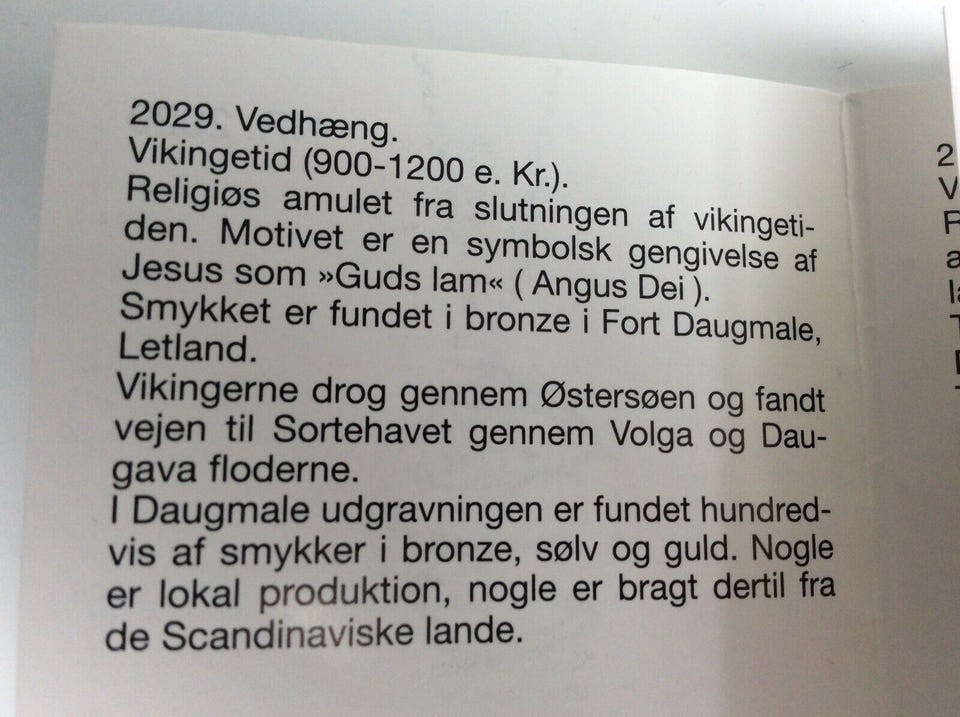 2029. Vedhæng.
Vikingetid (900-1200 e. Kr.).
Religiøs amulet fra slutningen af vikingeti-
den. Motivet er en symbolsk gengivelse af
Jesus som »Guds lam« ( Angus Dei ).
Smykket er fundet i bronze i Fort Daugmale,
Letland.
Vikingerne drog gennem Østersøen og fandt
vejen til Sortehavet gennem Volga og Dau-
gava floderne.
I Daugmale udgravningen er fundet hundred-
vis af smykker i bronze, sølv og guld. Nogle
er lokal produktion, nogle er bragt dertil fra
de Scandinaviske lande.